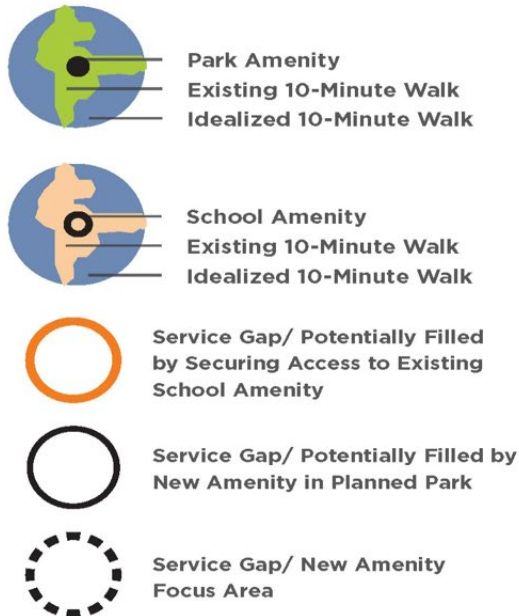 Park Amenity
Existing 10-Minute Walk
Idealized 10-Minute Walk
School Amenity
Existing 10-Minute Walk
Idealized 10-Minute Walk
Service Gap/ Potentially Filled
by Securing Access to Existing
School Amenity
Service Gap/ Potentially Filled by
New Amenity in Planned Park
Service Gap/ New Amenity
Focus Area